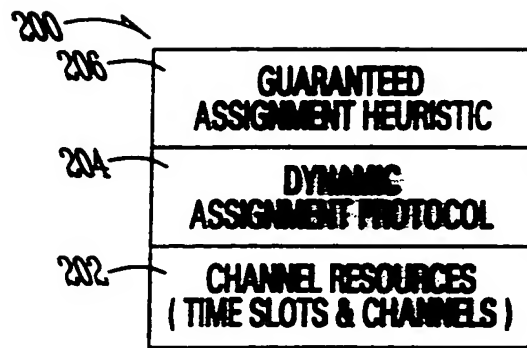 200
206
GUARANTEED
ASSIGNMENT HEURISTIC
204
DYNAMIC
ASSIGNMENT PROTOCOL
202
CHANNEL RESOURCES
( TIME SLOTS & CHANNELS )